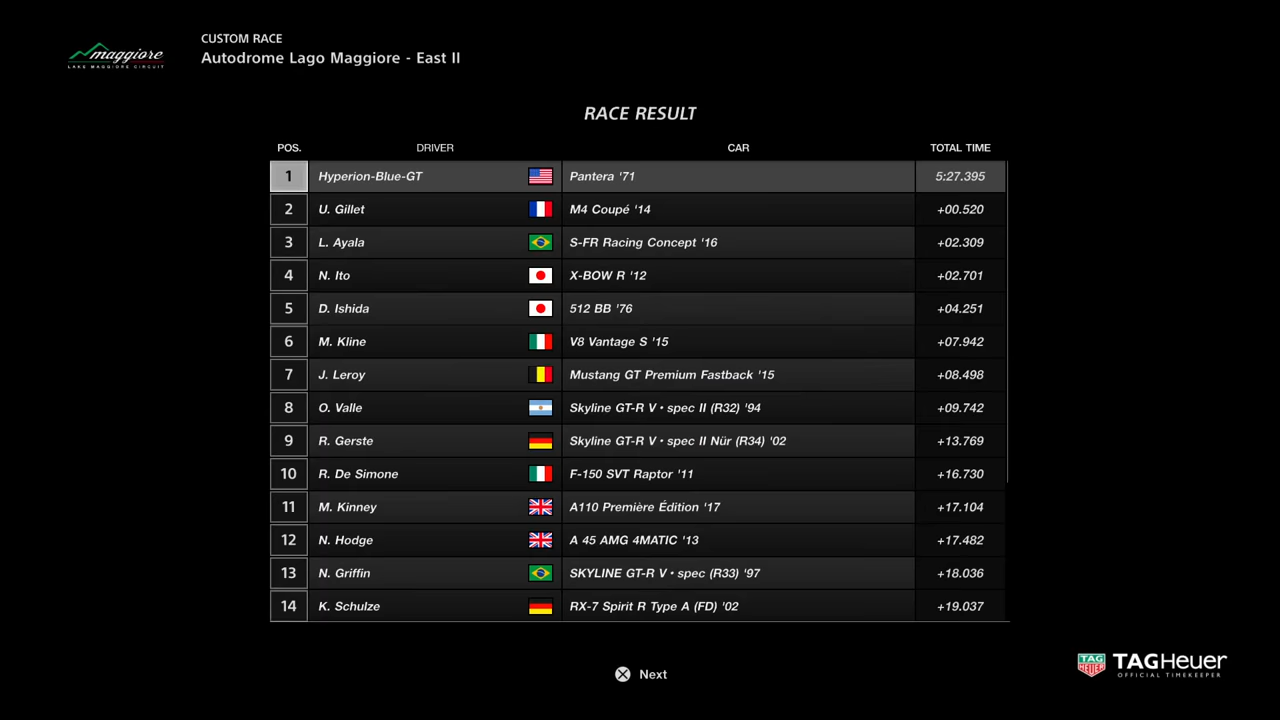 maggiore
LAKE MAGGIORE CIRCUIT
CUSTOM RACE
Autodrome Lago Maggiore - East II
RACE RESULT
POS. DRIVER CAR TOTAL TIME
1 Hyperion-Blue-GT Pantera '71 5:27.395
2 U. Gillet M4 Coupé '14 +00.520
3 L. Ayala S-FR Racing Concept '16 +02.309
4 N. Ito X-BOW R '12 +02.701
5 D. Ishida 512 BB '76 +04.251
6 M. Kline V8 Vantage S '15 +07.942
7 J. Leroy Mustang GT Premium Fastback '15 +08.498
8 O. Valle Skyline GT-R V・spec II (R32) '94 +09.742
9 R. Gerste Skyline GT-R V・spec II Nür (R34) '02 +13.769
10 R. De Simone F-150 SVT Raptor '11 +16.730
11 M. Kinney A110 Première Édition '17 +17.104
12 N. Hodge A 45 AMG 4MATIC '13 +17.482
13 N. Griffin SKYLINE GT-R V・spec (R33) '97 +18.036
14 K. Schulze RX-7 Spirit R Type A (FD) '02 +19.037
Next
TAG HEUER
TAGHeuer
OFFICIAL TIMEKEEPER